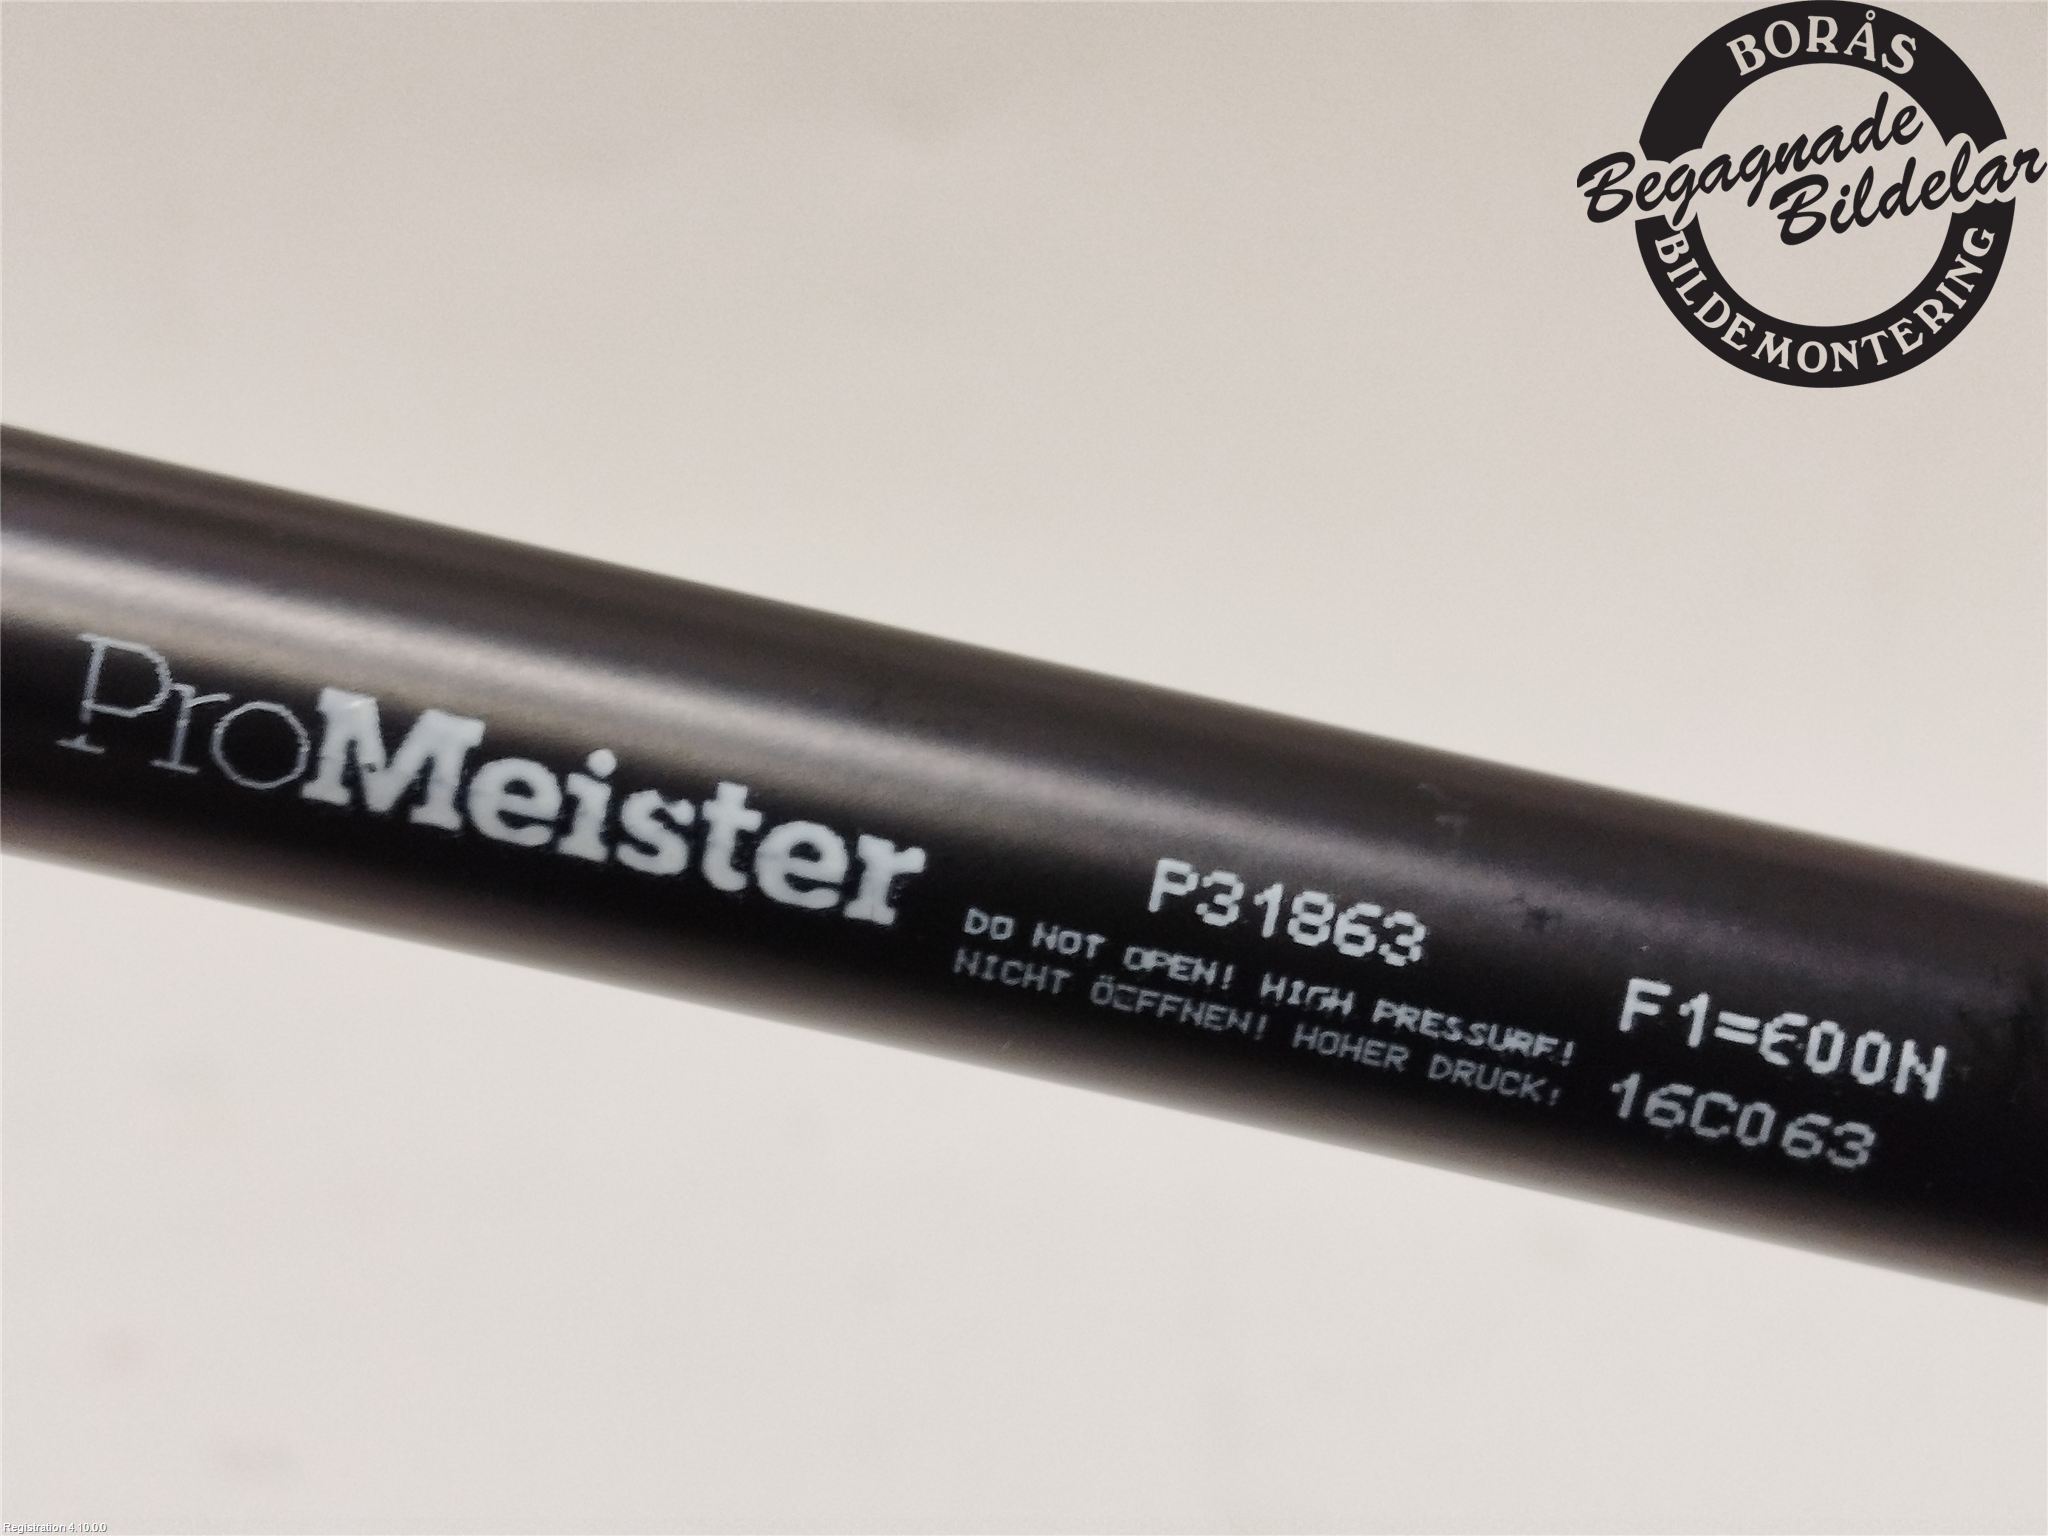 BORÅS
Begagnade
Bildelar
BILDEMONTERING
ProMeister
P31863
DO NOT OPEN! HIGH PRESSURE!
NICHT ÖEFFNEN! HOHER DRUCK!
F1=600N
16C063
Registration 4.10.0.0